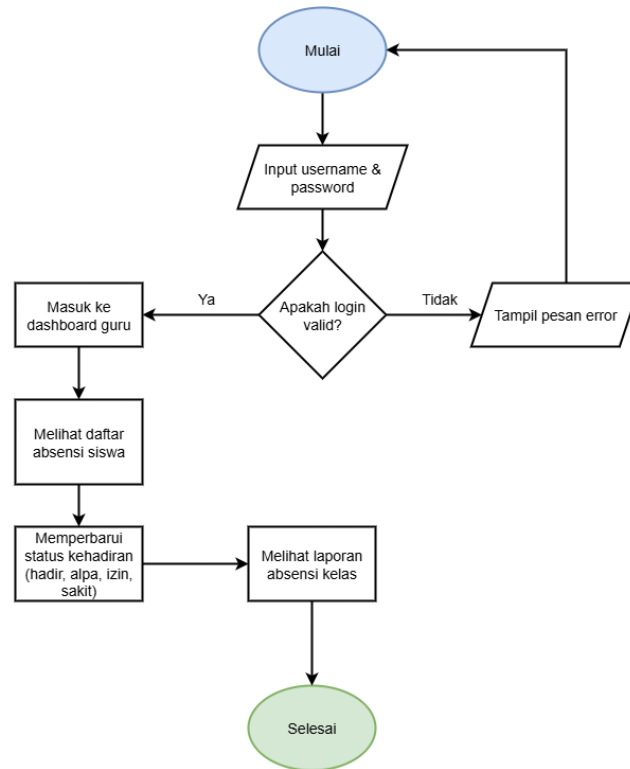 Mulai
Input username &
password
Apakah login
valid?
Ya
Tidak
Masuk ke
dashboard guru
Tampil pesan error
Melihat daftar
absensi siswa
Memperbarui
status kehadiran
(hadir, alpa, izin,
sakit)
Melihat laporan
absensi kelas
Selesai